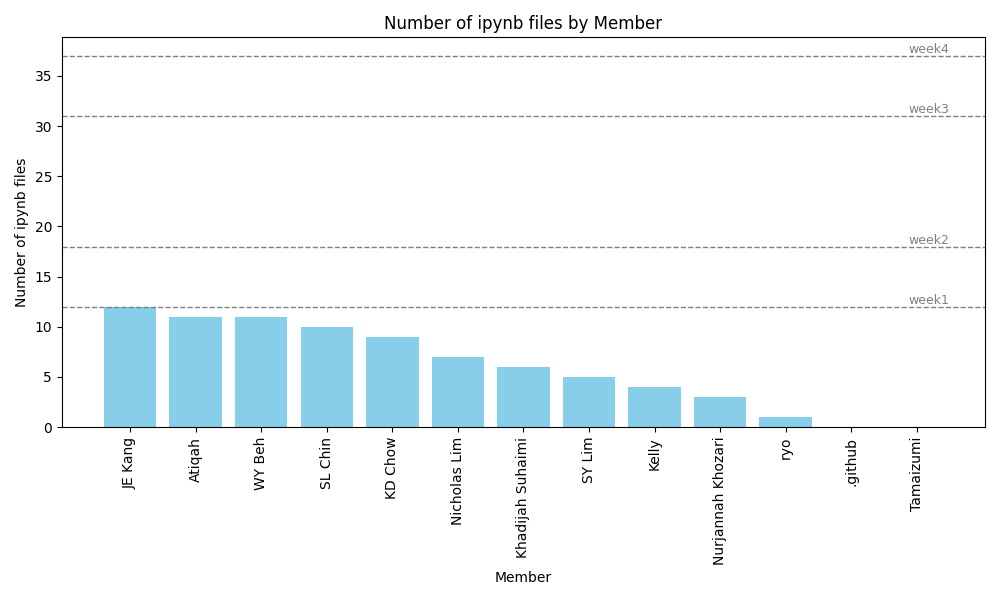 Number of ipynb files by Member
Number of ipynb files
35
30
25
20
15
10
5
0
week4
week3
week2
week1
JE Kang
Atiqah
WY Beh
SL Chin
KD Chow
Nicholas Lim
Khadijah Suhaimi
SY Lim
Kelly
Nurjannah Khozari
ryo
.github
Tamaizumi
Member